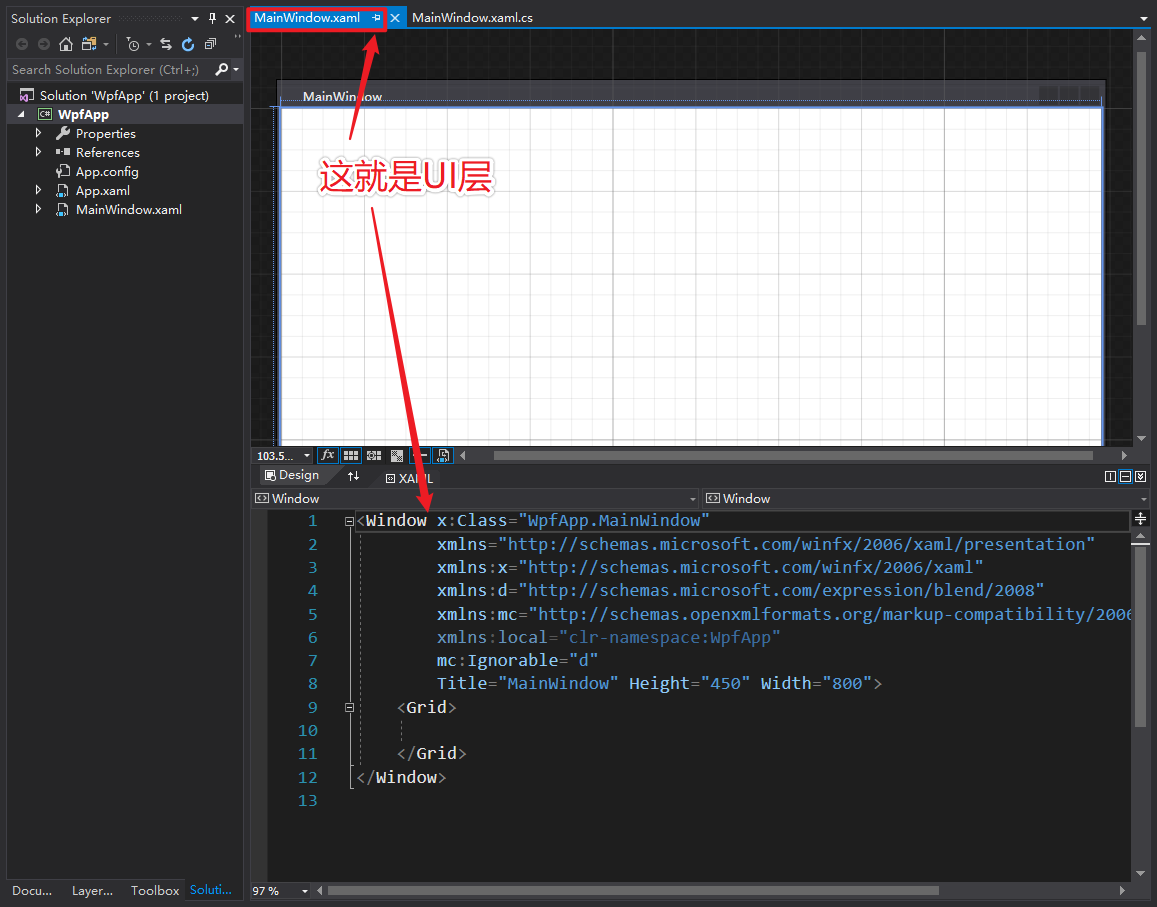 Solution Explorer
Search Solution Explorer (Ctrl+;)
Solution 'WpfApp' (1 project)
C# WpfApp
Properties
References
App.config
App.xaml
MainWindow.xaml
Docu...
Layer...
Toolbox
Soluti...
MainWindow.xaml
MainWindow.xaml.cs
MainWindow
这就是UI层
103.5...
fx
Design
XAML
Window
Window
1 <Window x:Class="WpfApp.MainWindow"
2 xmlns="http://schemas.microsoft.com/winfx/2006/xaml/presentation"
3 xmlns:x="http://schemas.microsoft.com/winfx/2006/xaml"
4 xmlns:d="http://schemas.microsoft.com/expression/blend/2008"
5 xmlns:mc="http://schemas.openxmlformats.org/markup-compatibility/2006
6 xmlns:local="clr-namespace:WpfApp"
7 mc:Ignorable="d"
8 Title="MainWindow" Height="450" Width="800">
9 <Grid>
10
11 </Grid>
12 </Window>
13
97 %